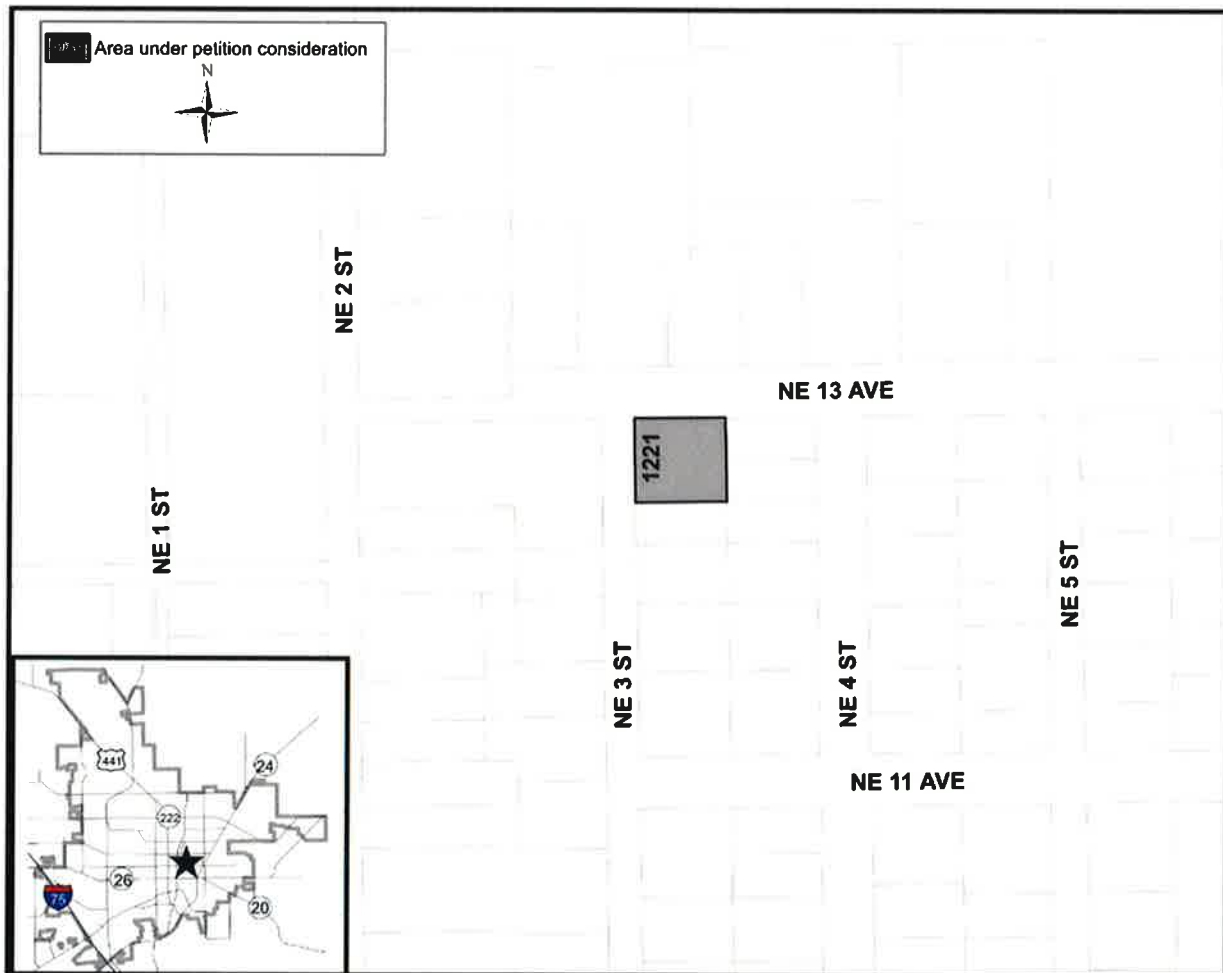 Area under petition consideration
N
NE 2 ST
NE 13 AVE
1221
NE 1 ST
NE 5 ST
NE 3 ST
NE 4 ST
NE 11 AVE
441
24
222
26
75
20